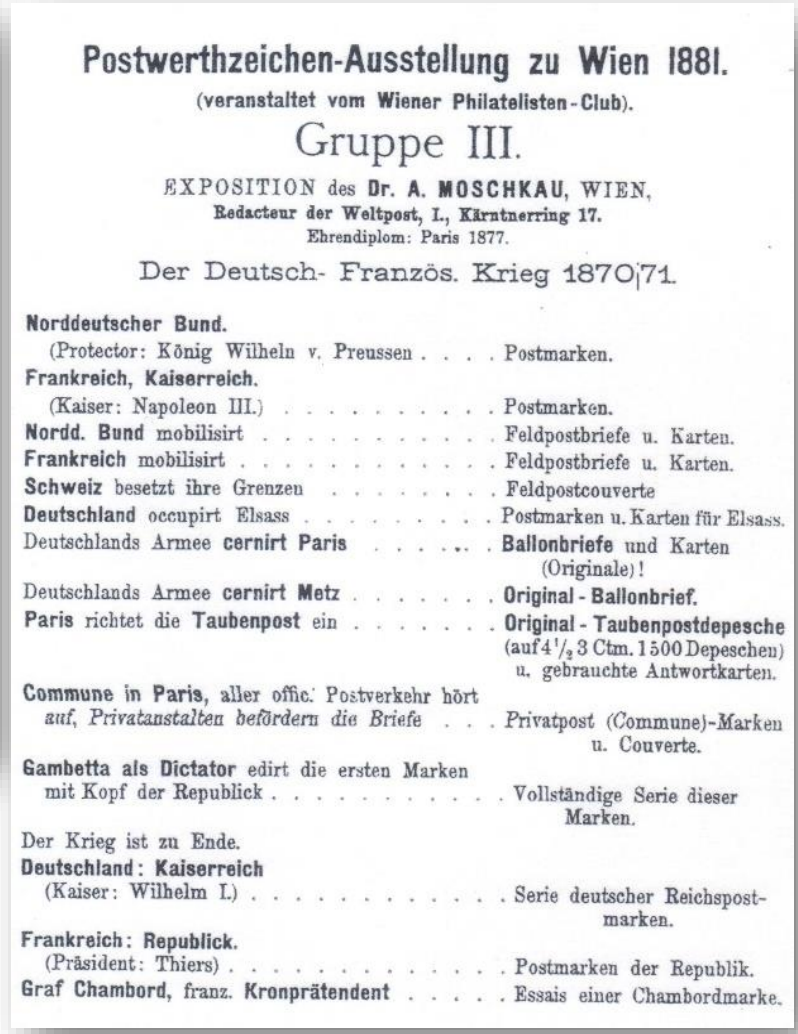 Postwerthzeichen-Ausstellung zu Wien 1881.
(veranstaltet vom Wiener Philatelisten-Club).
Gruppe III.
EXPOSITION des Dr. A. MOSCHKAU, WIEN,
Redacteur der Weltpost, I., Kärntnerring 17.
Ehrendiplom: Paris 1877.
Der Deutsch- Französ. Krieg 1870|71.
Norddeutscher Bund.
(Protector: König Wilheln v. Preussen . . . . Postmarken.
Frankreich, Kaiserreich.
(Kaiser: Napoleon III.) . . . . . . . . . . . Postmarken.
Nordd. Bund mobilisirt . . . . . . . . . . . . Feldpostbriefe u. Karten.
Frankreich mobilisirt . . . . . . . . . . . . . Feldpostbriefe u. Karten.
Schweiz besetzt ihre Grenzen . . . . . . . . Feldpostcouverte
Deutschland occupirt Elsass . . . . . . . . . Postmarken u. Karten für Elsass.
Deutschlands Armee cernirt Paris . . . . . . . Ballonbriefe und Karten
(Originale)!
Deutschlands Armee cernirt Metz . . . . . . . Original - Ballonbrief.
Paris richtet die Taubenpost ein . . . . . . . Original - Taubenpostdepesche
(auf 4 1/2 3 Ctm. 1500 Depeschen)
u. gebrauchte Antwortkarten.
Commune in Paris, aller offic. Postverkehr hört
auf, Privatanstalten befördern die Briefe . . . Privatpost (Commune)-Marken
u. Couverte.
Gambetta als Dictator edirt die ersten Marken
mit Kopf der Republick . . . . . . . . . . . . Vollständige Serie dieser
Marken.
Der Krieg ist zu Ende.
Deutschland: Kaiserreich
(Kaiser: Wilhelm I.) . . . . . . . . . . . . . Serie deutscher Reichspost-
marken.
Frankreich: Republick.
(Präsident: Thiers) . . . . . . . . . . . . . . Postmarken der Republik.
Graf Chambord, franz. Kronprätendent . . . . . Essais einer Chambordmarke.